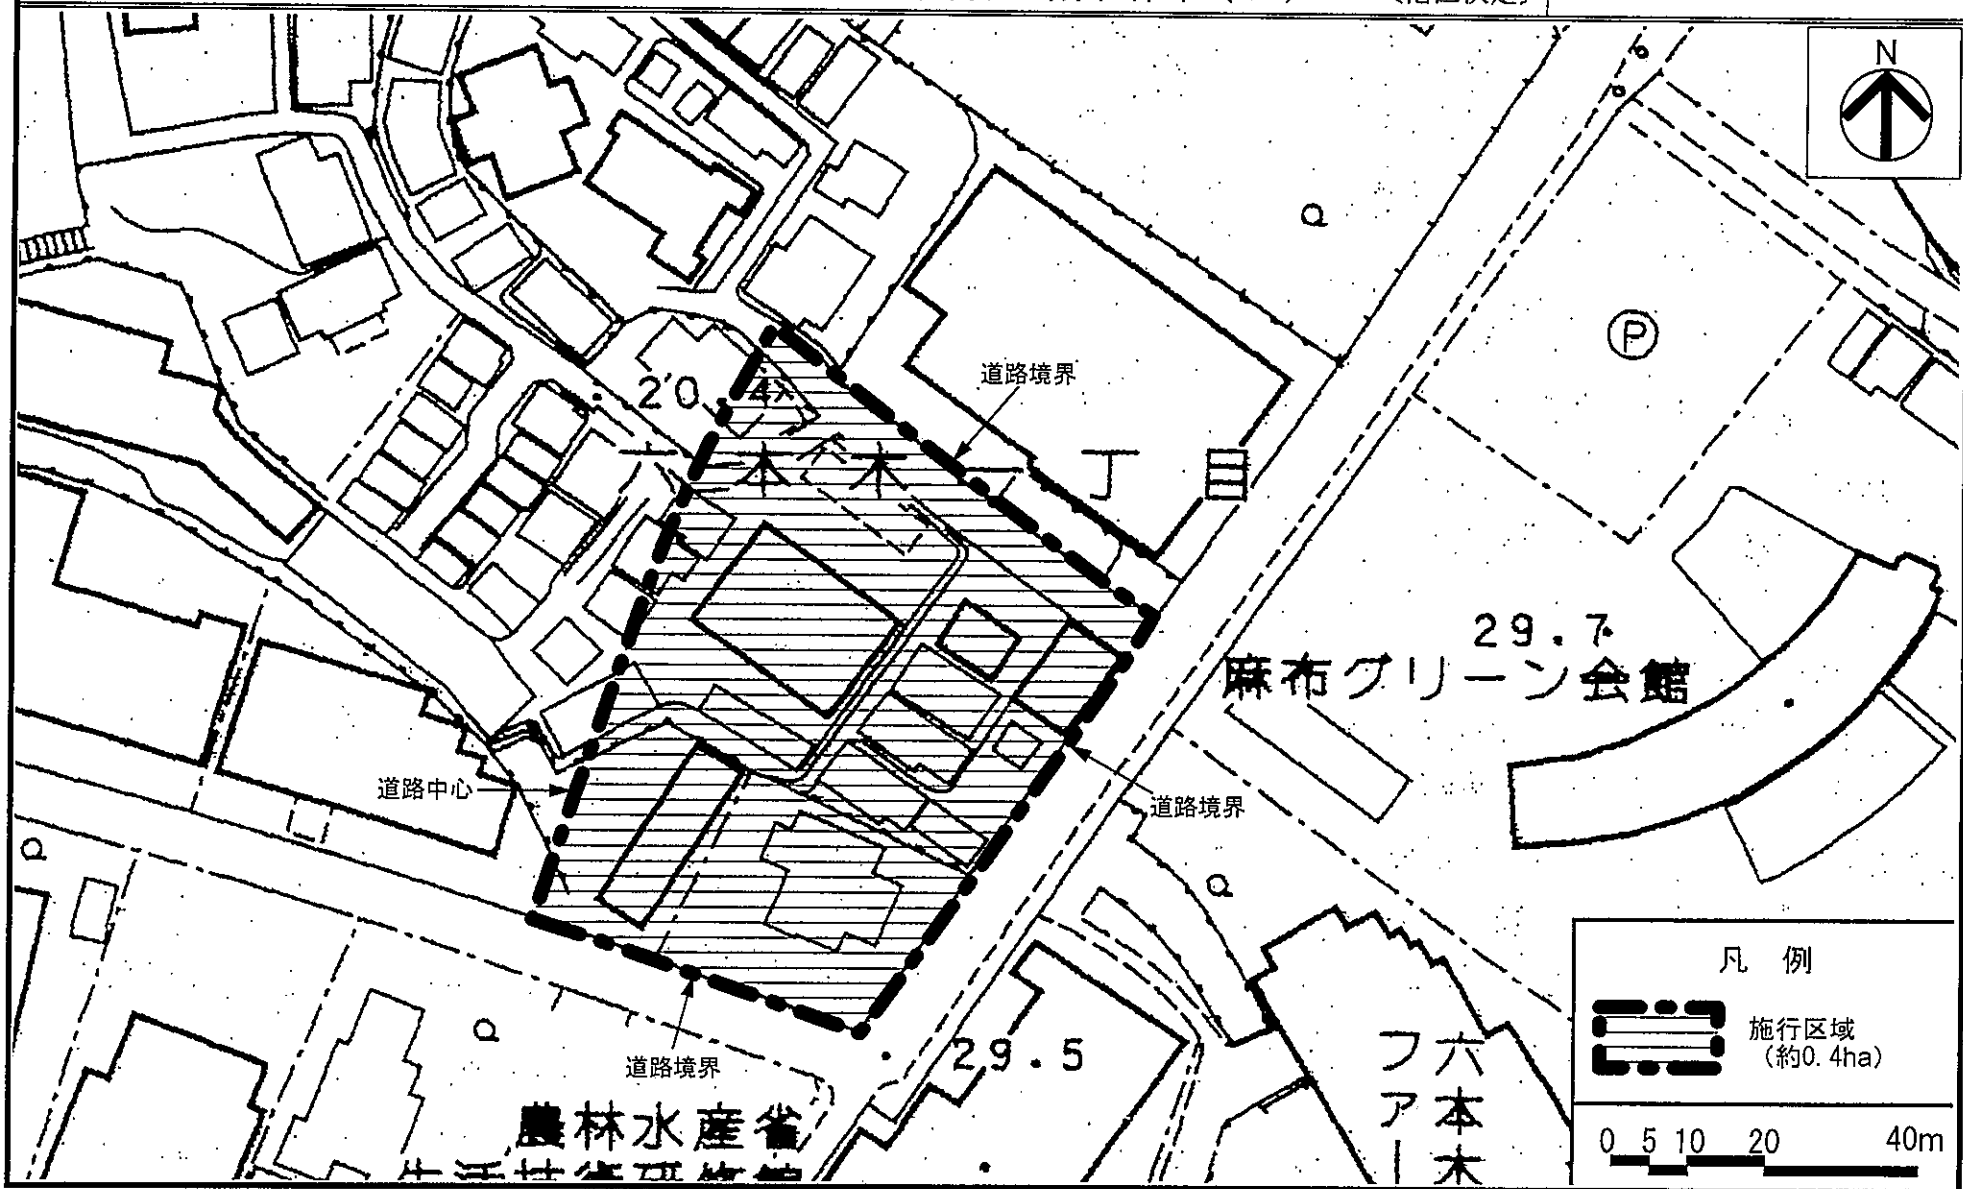 N
道路境界
20.4
P
六本木一丁目
29.7
麻布グリーン会館
道路中心
道路境界
道路境界
29.5
農林水産省
六本木
ファー
凡 例
施行区域
(約0.4ha)
0 5 10 20 40m